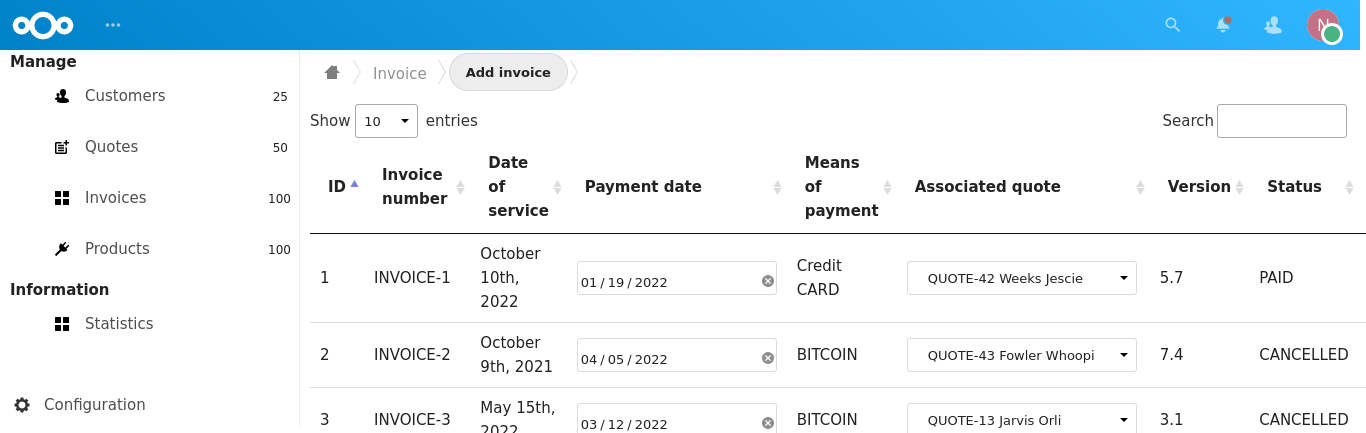 N
Manage
Customers 25
Quotes 50
Invoices 100
Products 100
Information
Statistics
Configuration
Invoice Add invoice
Show 10 entries Search
ID Invoice number Date of service Payment date Means of payment Associated quote Version Status
1 INVOICE-1 October 10th, 2022 01/19/2022 Credit CARD QUOTE-42 Weeks Jescie 5.7 PAID
2 INVOICE-2 October 9th, 2021 04/05/2022 BITCOIN QUOTE-43 Fowler Whoopi 7.4 CANCELLED
3 INVOICE-3 May 15th, 2022 03/12/2022 BITCOIN QUOTE-13 Jarvis Orli 3.1 CANCELLED